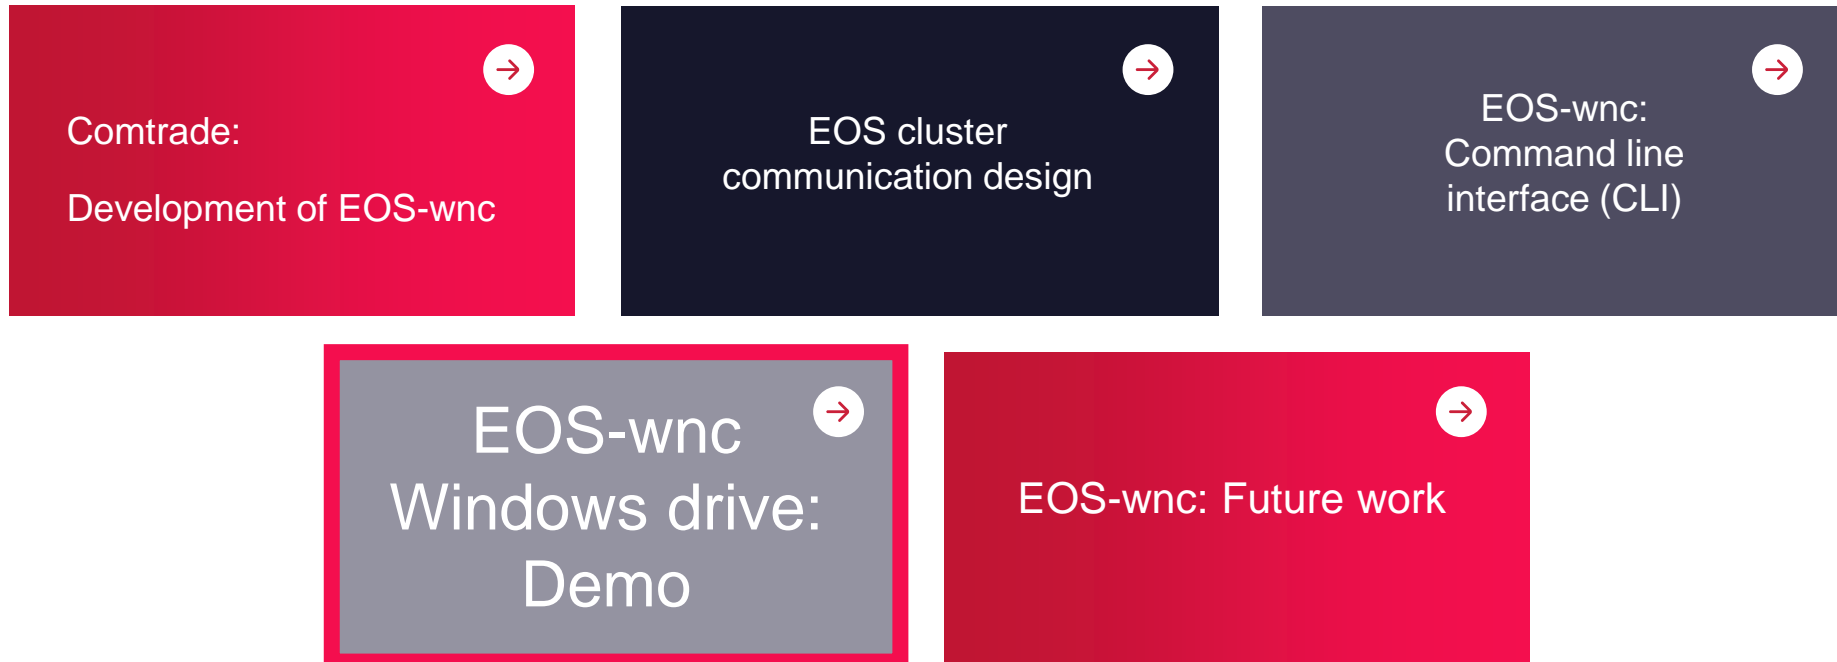 Comtrade:
Development of EOS-wnc
EOS cluster
communication design
EOS-wnc:
Command line
interface (CLI)
EOS-wnc
Windows drive:
Demo
EOS-wnc: Future work